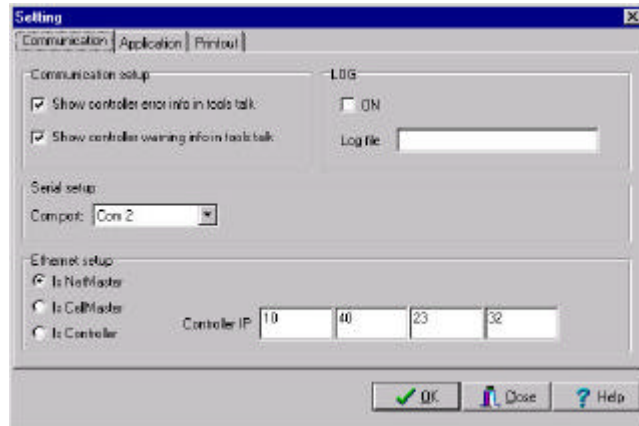 Setting
Communication Application Printout
Communication setup
Show controller error info in tools talk
Show controller warning info in tools talk
LOG
ON
Log file
Serial setup
Com port: Com 2
Ethernet setup
Is NetMaster
Is CellMaster
Is Controller
Controller IP 10 40 23 32
OK Close Help